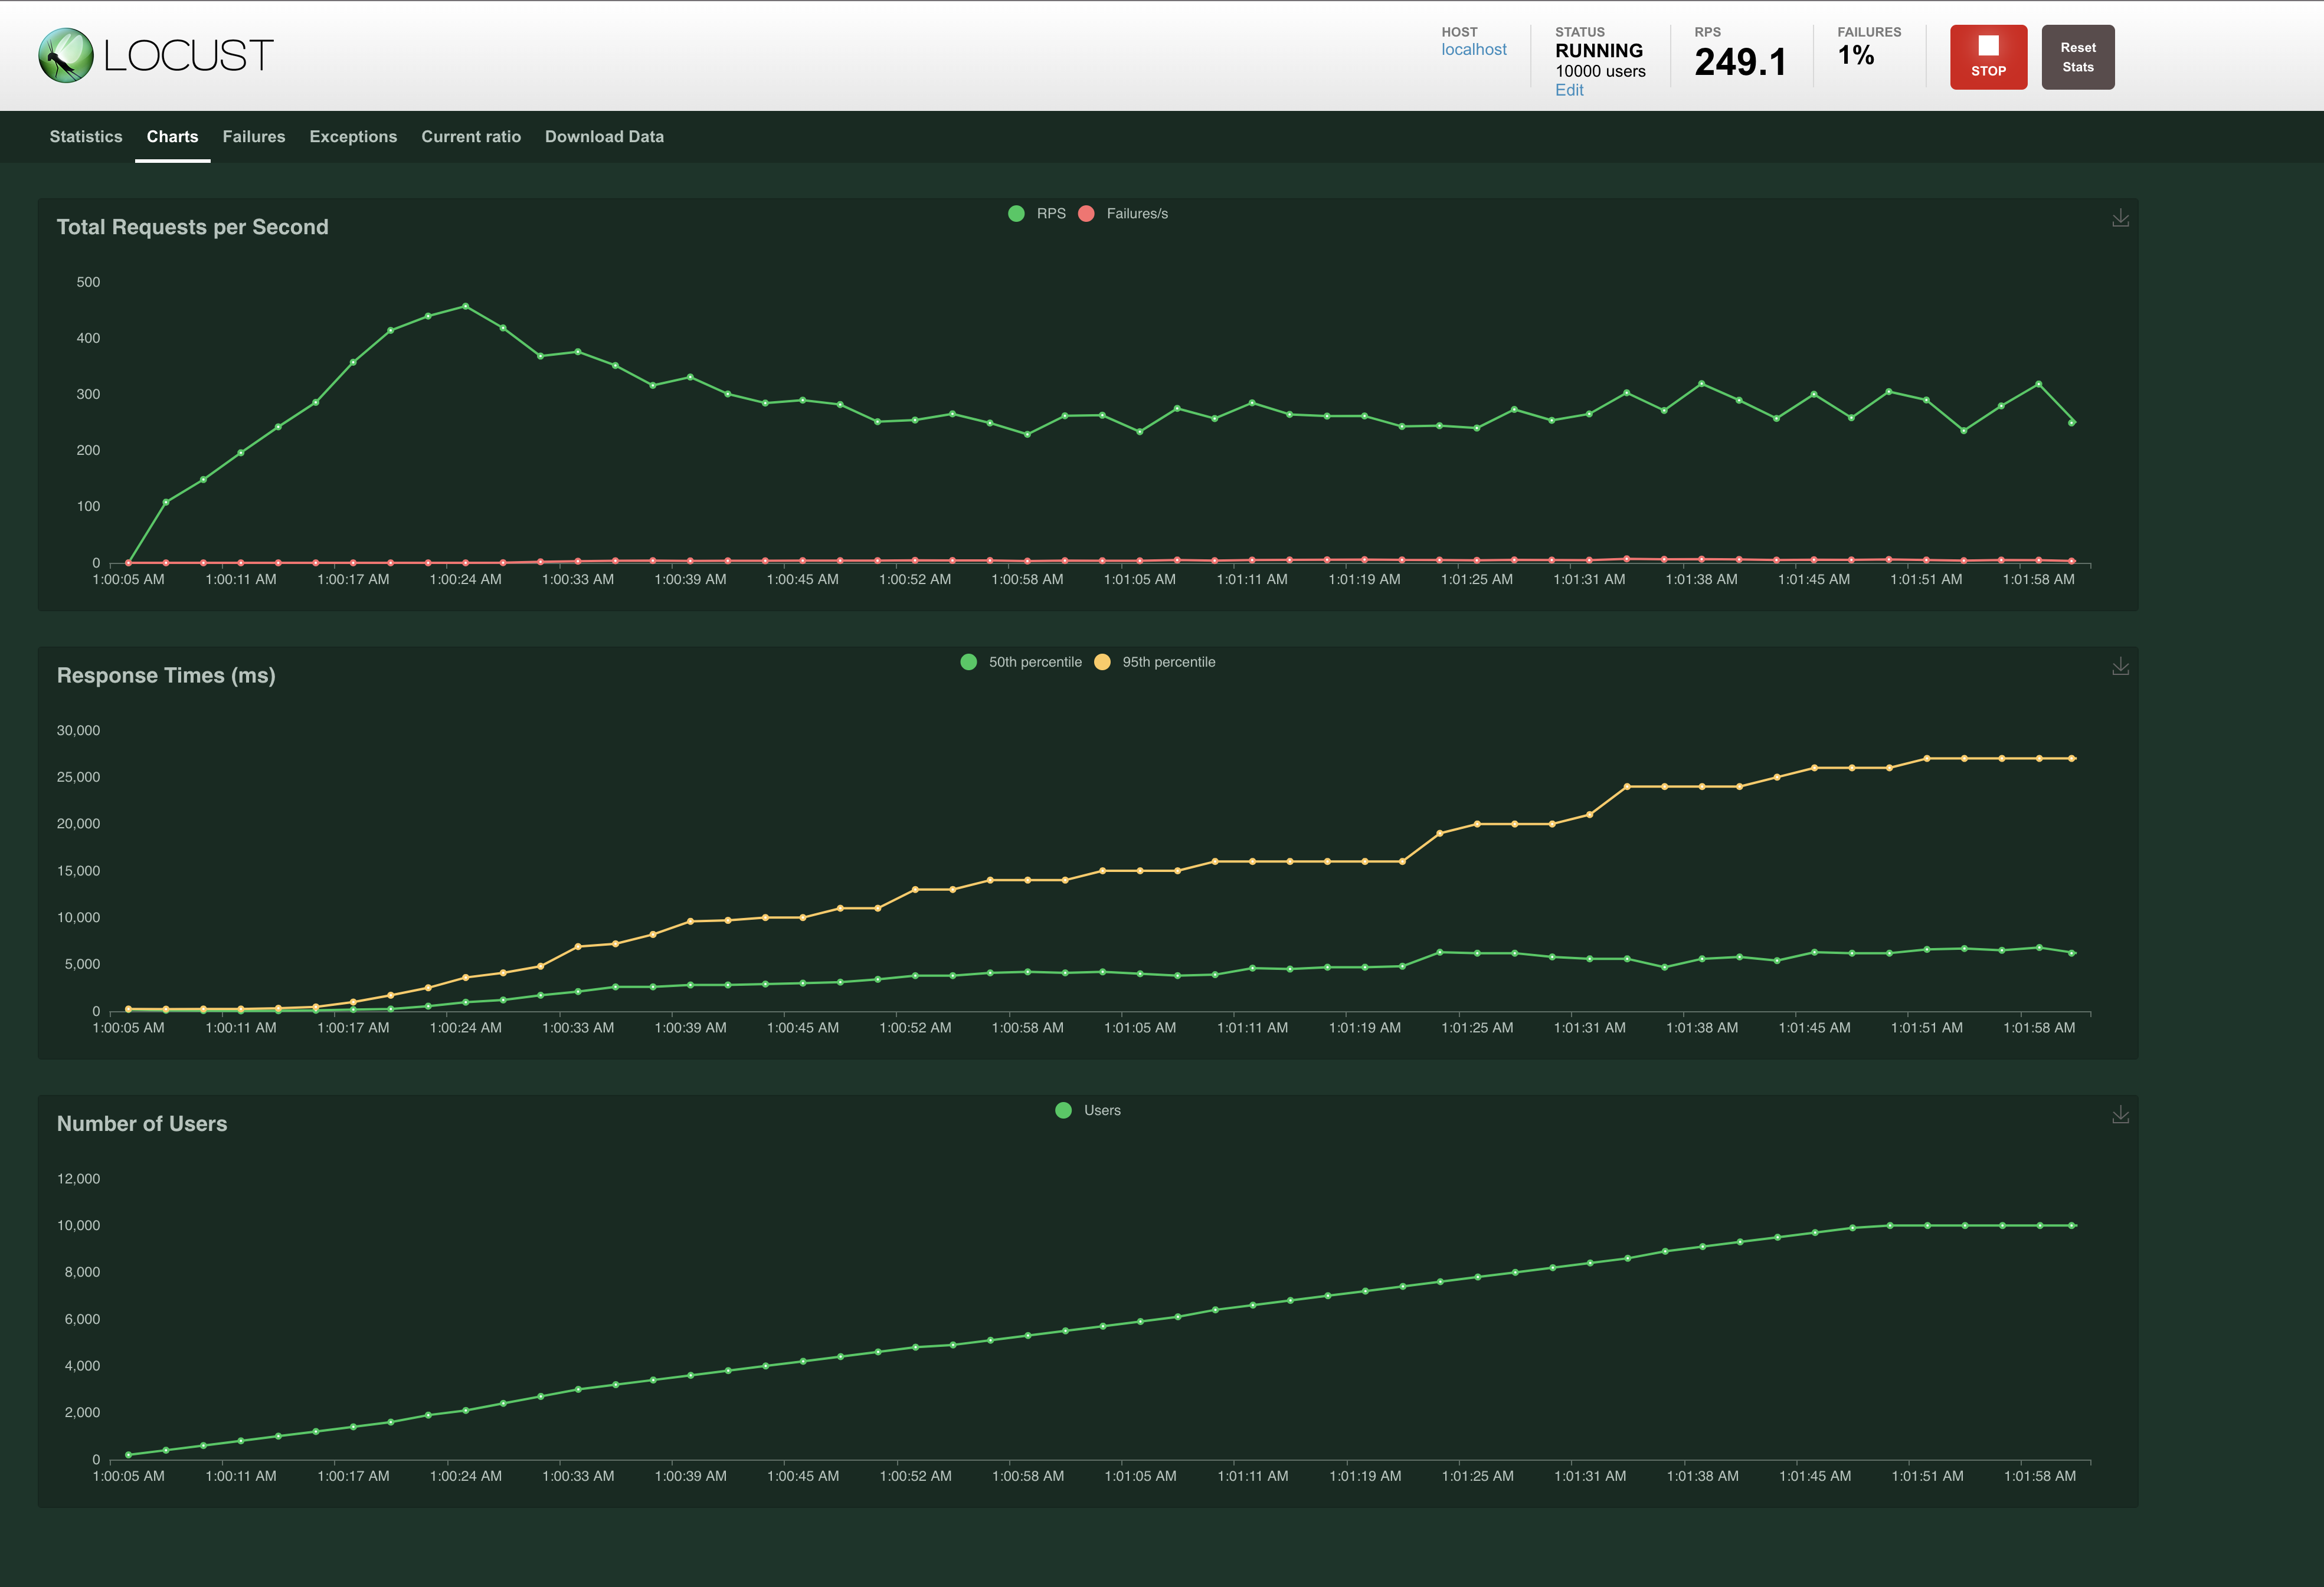 LOCUST
HOST
localhost
STATUS
RUNNING
10000 users
Edit
RPS
249.1
FAILURES
1%
STOP
Reset
Stats
Statistics Charts Failures Exceptions Current ratio Download Data
Total Requests per Second
RPS Failures/s
500
400
300
200
100
0
1:00:05 AM 1:00:11 AM 1:00:17 AM 1:00:24 AM 1:00:33 AM 1:00:39 AM 1:00:45 AM 1:00:52 AM 1:00:58 AM 1:01:05 AM 1:01:11 AM 1:01:19 AM 1:01:25 AM 1:01:31 AM 1:01:38 AM 1:01:45 AM 1:01:51 AM 1:01:58 AM
Response Times (ms)
50th percentile 95th percentile
30,000
25,000
20,000
15,000
10,000
5,000
0
1:00:05 AM 1:00:11 AM 1:00:17 AM 1:00:24 AM 1:00:33 AM 1:00:39 AM 1:00:45 AM 1:00:52 AM 1:00:58 AM 1:01:05 AM 1:01:11 AM 1:01:19 AM 1:01:25 AM 1:01:31 AM 1:01:38 AM 1:01:45 AM 1:01:51 AM 1:01:58 AM
Number of Users
Users
12,000
10,000
8,000
6,000
4,000
2,000
0
1:00:05 AM 1:00:11 AM 1:00:17 AM 1:00:24 AM 1:00:33 AM 1:00:39 AM 1:00:45 AM 1:00:52 AM 1:00:58 AM 1:01:05 AM 1:01:11 AM 1:01:19 AM 1:01:25 AM 1:01:31 AM 1:01:38 AM 1:01:45 AM 1:01:51 AM 1:01:58 AM